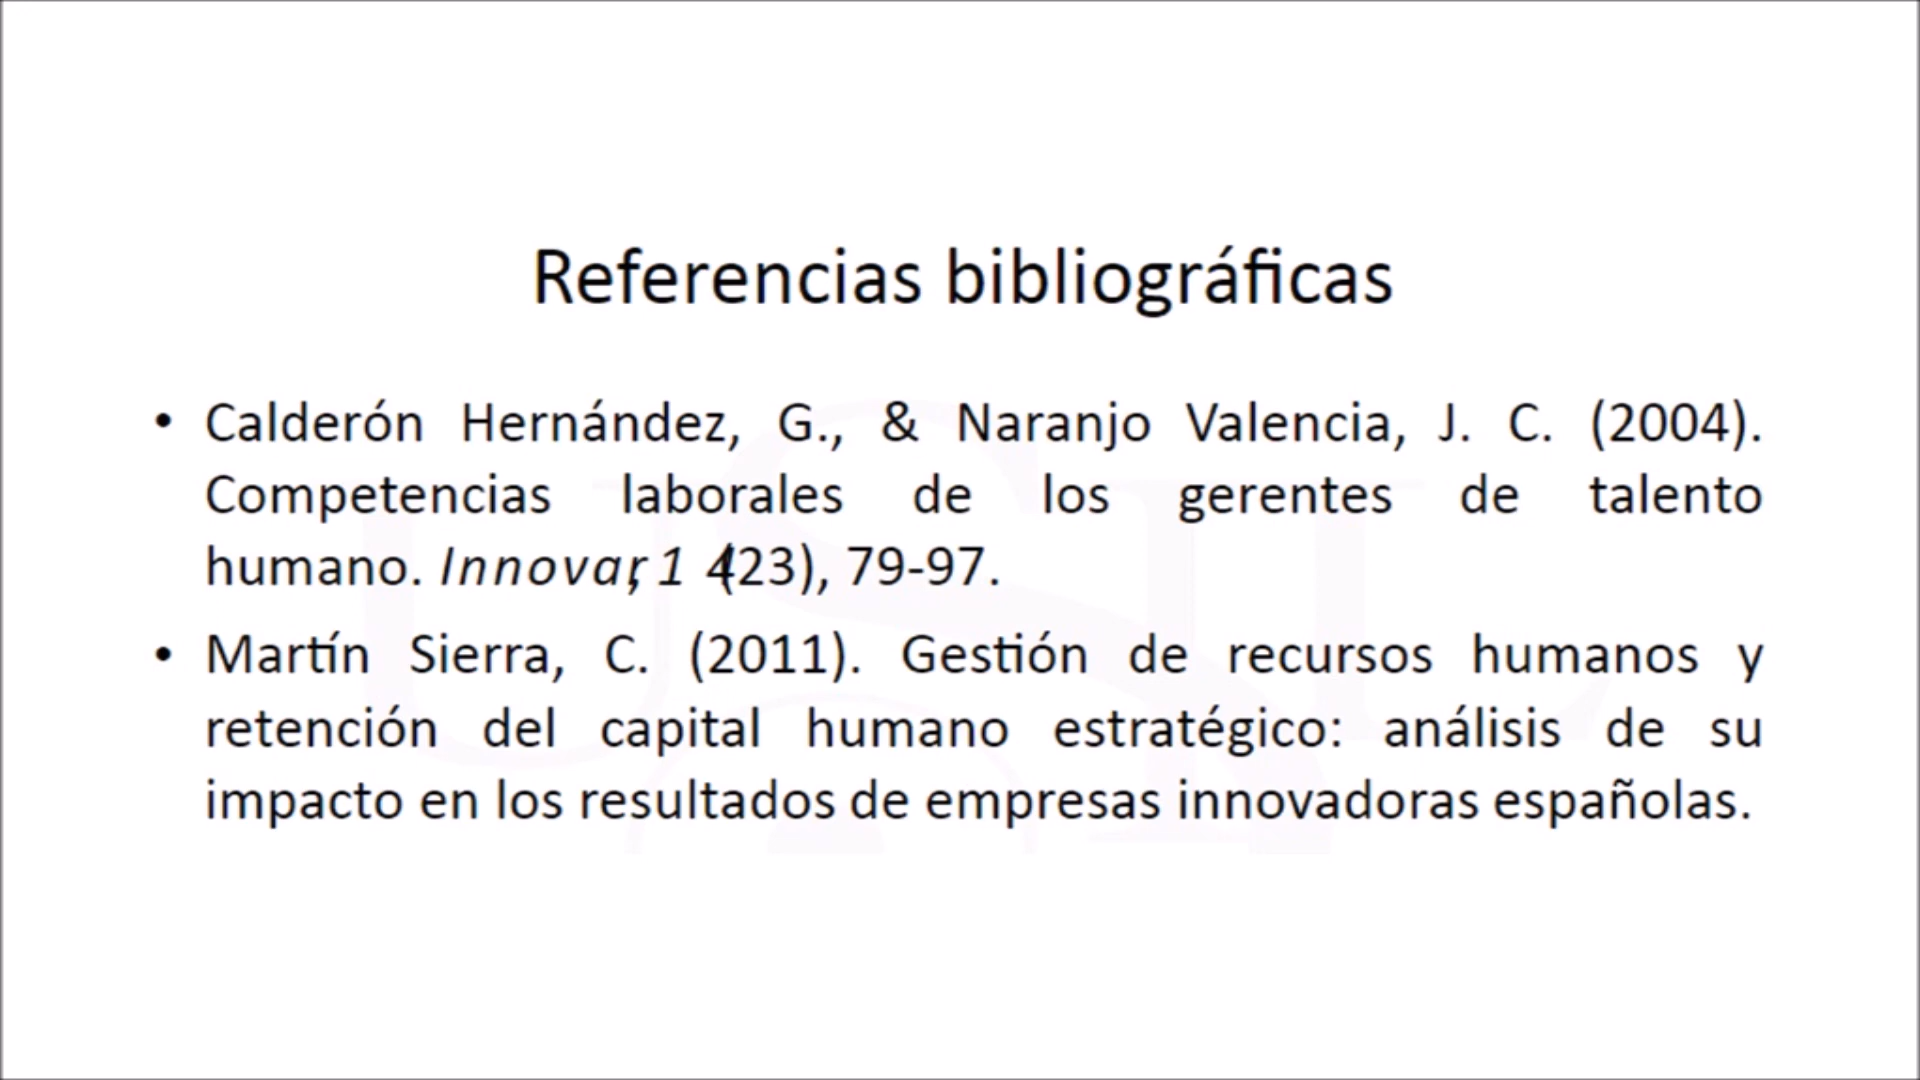 Referencias bibliográficas
• Calderón Hernández, G., & Naranjo Valencia, J. C. (2004).
Competencias laborales de los gerentes de talento
humano. Innovar, 14(23), 79-97.
• Martín Sierra, C. (2011). Gestión de recursos humanos y
retención del capital humano estratégico: análisis de su
impacto en los resultados de empresas innovadoras españolas.